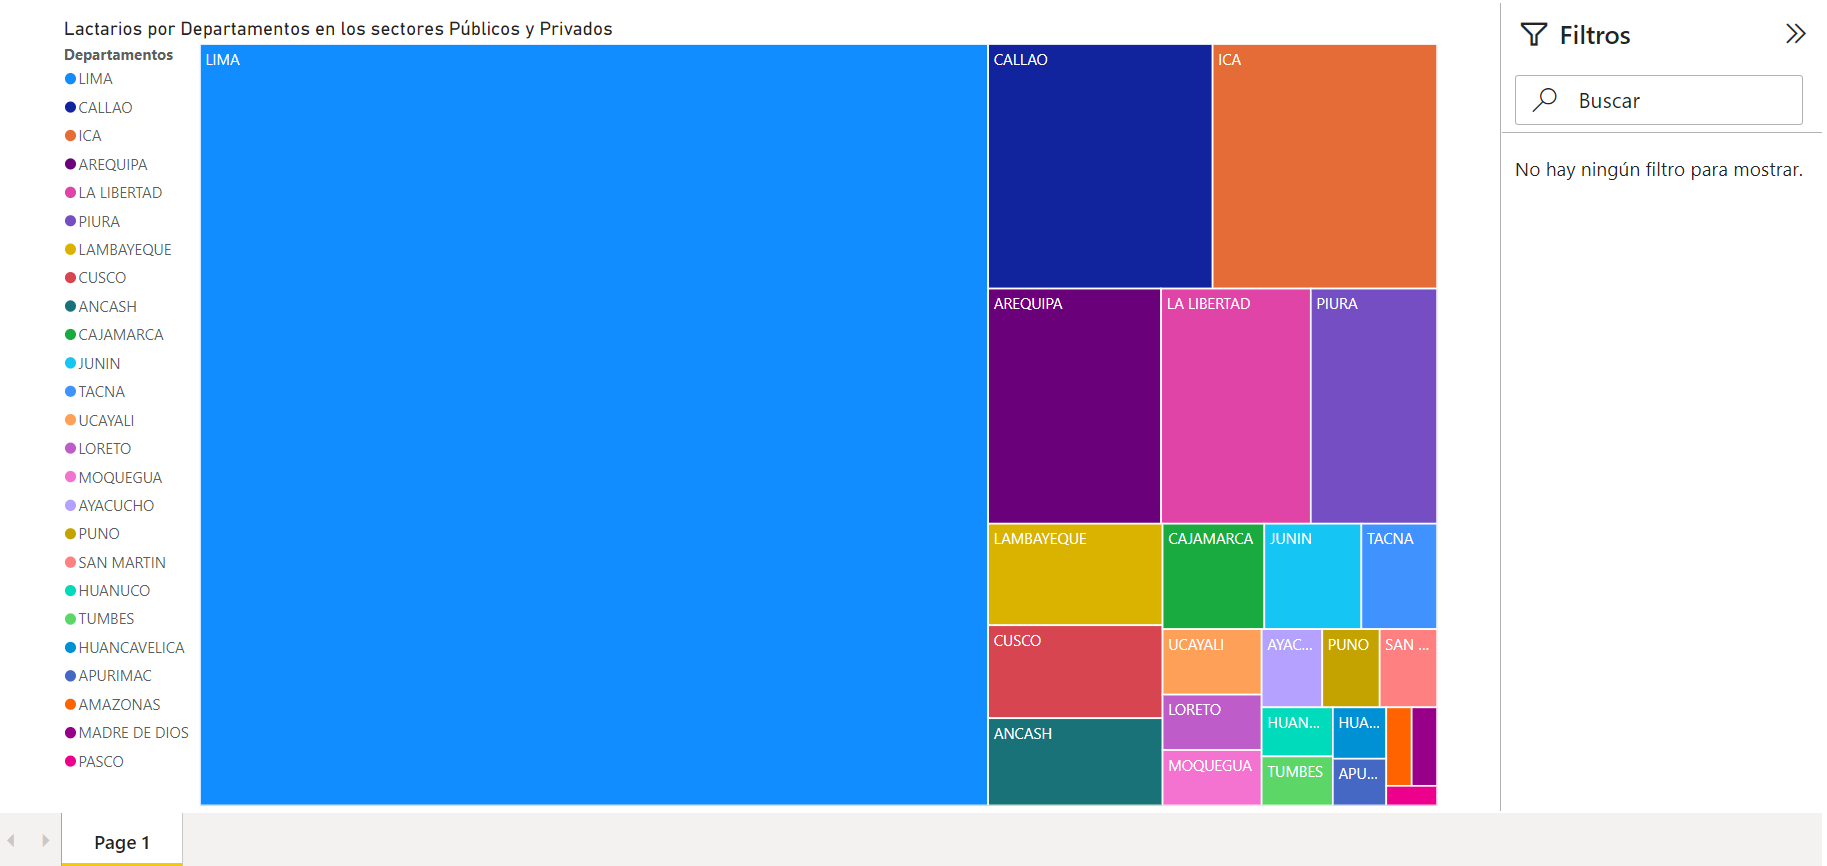 Lactarios por Departamentos en los sectores Públicos y Privados
Departamentos
LIMA
CALLAO
ICA
AREQUIPA
LA LIBERTAD
PIURA
LAMBAYEQUE
CUSCO
ANCASH
CAJAMARCA
JUNIN
TACNA
UCAYALI
LORETO
MOQUEGUA
AYACUCHO
PUNO
SAN MARTIN
HUANUCO
TUMBES
HUANCAVELICA
APURIMAC
AMAZONAS
MADRE DE DIOS
PASCO
LIMA
CALLAO
ICA
AREQUIPA
LA LIBERTAD
PIURA
LAMBAYEQUE
CAJAMARCA
JUNIN
TACNA
CUSCO
UCAYALI
AYAC...
PUNO
SAN ...
LORETO
HUAN...
HUA...
ANCASH
MOQUEGUA
TUMBES
APU...
Filtros
Buscar
No hay ningún filtro para mostrar.
Page 1